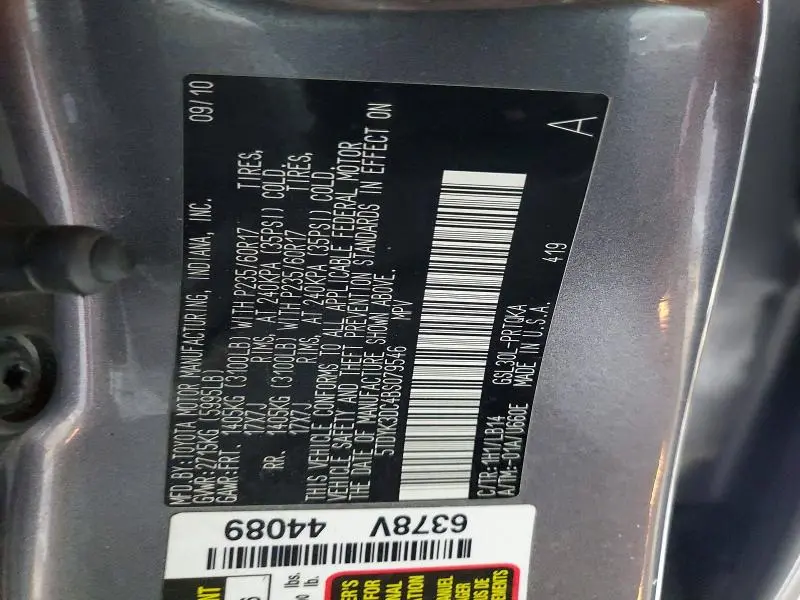 MFD. BY: TOYOTA MOTOR MANUFACTURING, INDIANA, INC. 09/10
GVWR: 2715KG (5985LB)
GAWR: FRT. 1405KG (3100LB) WITH P235/60R17 TIRES,
17X7J RIMS, AT 240KPA (35PSI) COLD.
RR. 1405KG (3100LB) WITH P235/60R17 TIRES,
17X7J RIMS, AT 240KPA (35PSI) COLD.
THIS VEHICLE CONFORMS TO ALL APPLICABLE FEDERAL MOTOR
VEHICLE SAFETY AND THEFT PREVENTION STANDARDS IN EFFECT ON
THE DATE OF MANUFACTURE SHOWN ABOVE.
5TDYK3DC4BS079546 MPV
C/TR: 1H1/LB14 GSL30L-PRTQKA
A/TM: -01A/U660E MADE IN U.S.A. 419
A
6378V 44089
lbs.
lb.